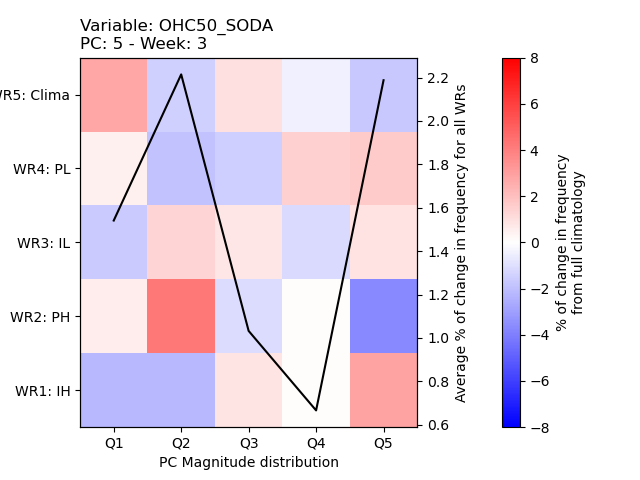 Variable: OHC50_SODA
PC: 5 - Week: 3
WR5: Clima
WR4: PL
WR3: IL
WR2: PH
WR1: IH
Q1 Q2 Q3 Q4 Q5
PC Magnitude distribution
2.2
2.0
1.8
1.6
1.4
1.2
1.0
0.8
0.6
Average % of change in frequency for all WRs
8
6
4
2
0
−2
−4
−6
−8
% of change in frequency
from full climatology